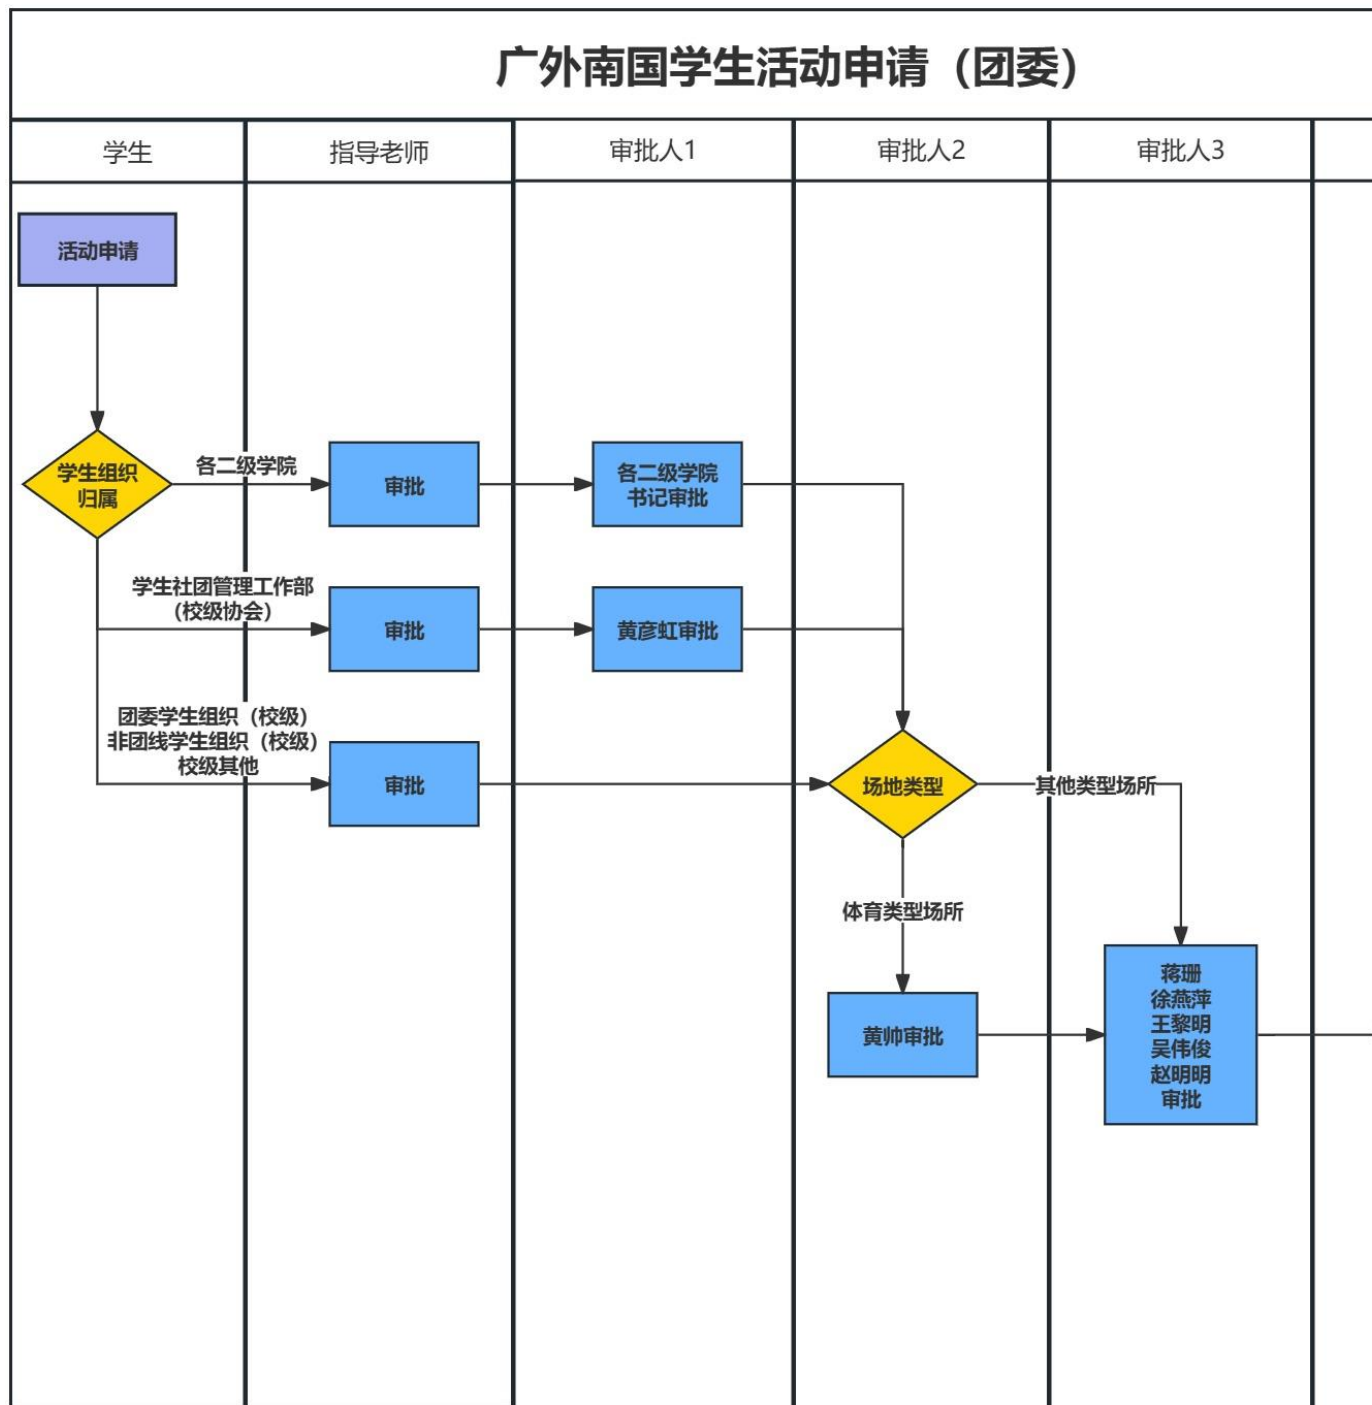 广外南国学生活动申请（团委）
学生
指导老师
审批人1
审批人2
审批人3
活动申请
学生组织
归属
各二级学院
审批
各二级学院
书记审批
学生社团管理工作部
（校级协会）
审批
黄彦虹审批
团委学生组织（校级）
非团线学生组织（校级）
校级其他
审批
场地类型
其他类型场所
体育类型场所
黄帅审批
蒋珊
徐燕萍
王黎明
吴伟俊
赵明明
审批